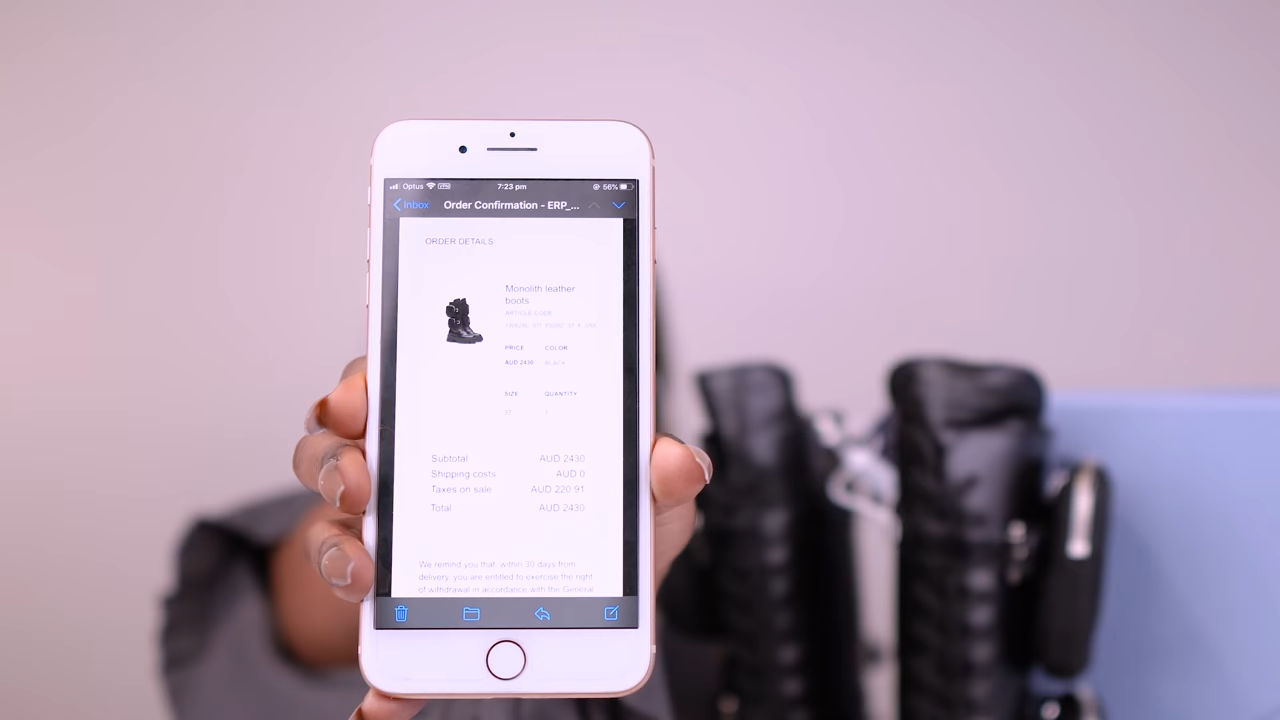 Optus VPN 7:23 pm 56%
Inbox Order Confirmation - ERP_...
ORDER DETAILS:
Monolith leather
boots
ARTICLE CODE
PRICE COLOR
AUD 2430 BLACK
SIZE QUANTITY
37 1
Subtotal AUD 2430
Shipping costs AUD 0
Taxes on sale AUD 220.91
Total AUD 2430
We remind you that, within 30 days from
delivery, you are entitled to exercise the right
of withdrawal in accordance with the General